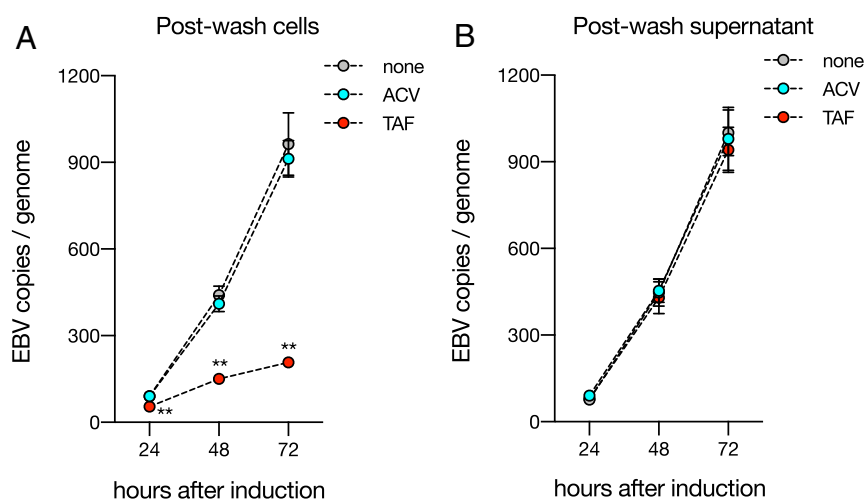 A
Post-wash cells
none
ACV
TAF
EBV copies / genome
1200
900
600
300
0
**
**
**
24
48
72
hours after induction
B
Post-wash supernatant
none
ACV
TAF
EBV copies / genome
1200
900
600
300
0
24
48
72
hours after induction